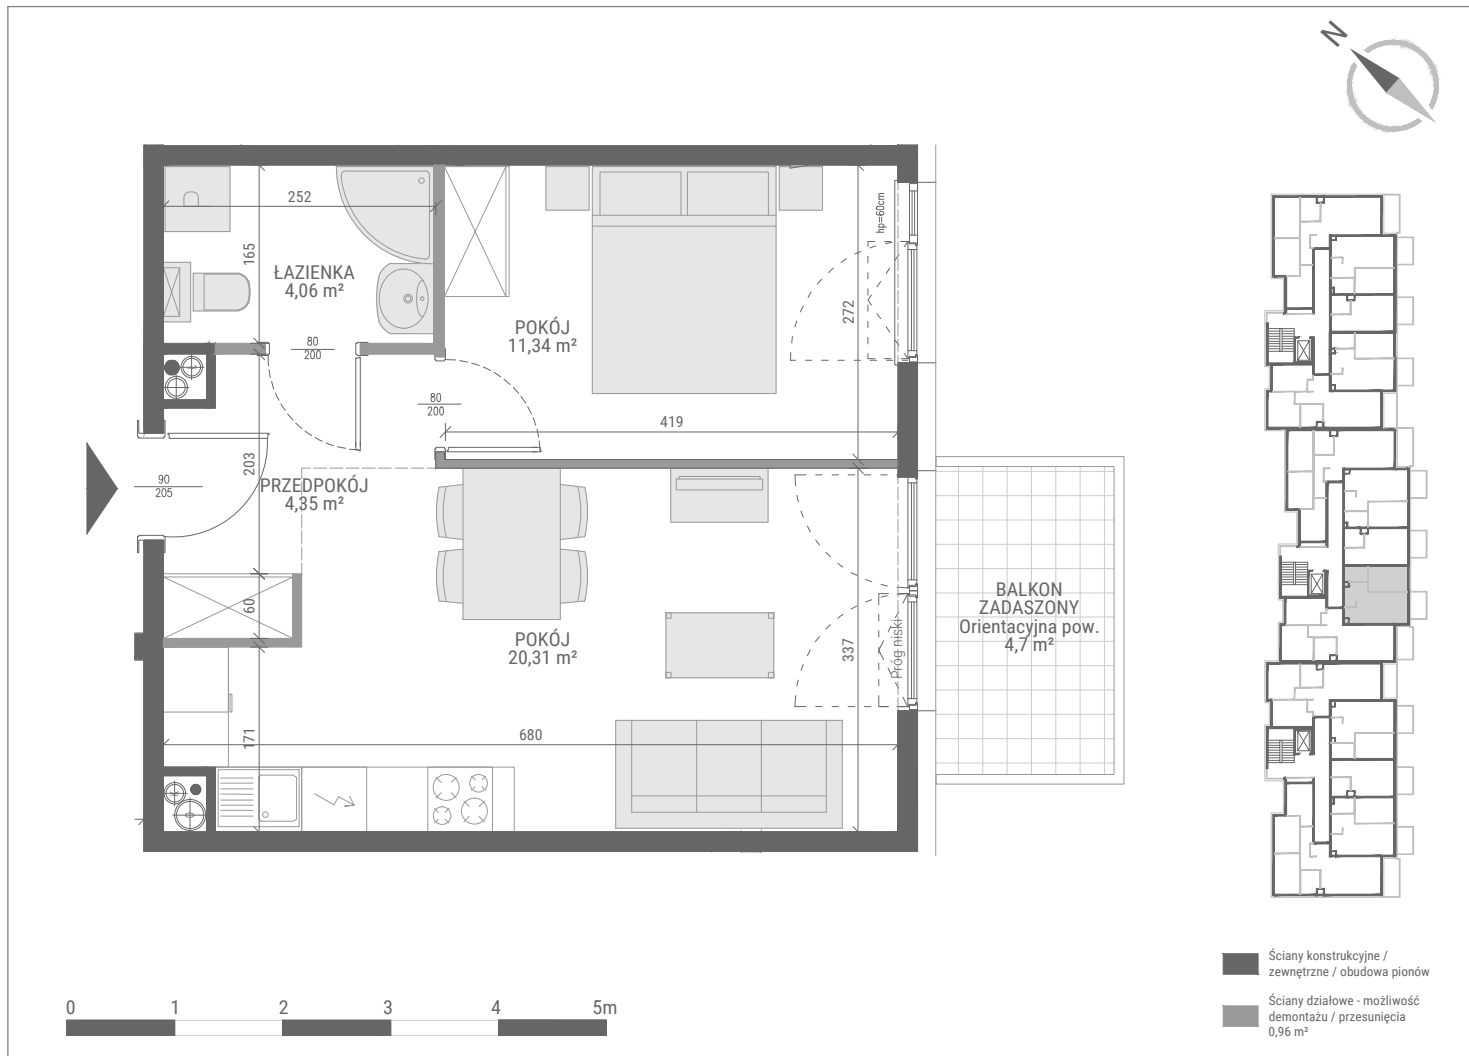 N
252
165
ŁAZIENKA
4,06 m²
80
200
POKÓJ
11,34 m²
hp=60cm
272
80
200
419
90
205
203
PRZEDPOKÓJ
4,35 m²
60
POKÓJ
20,31 m²
337
Próg niski
BALKON
ZADASZONY
Orientacyjna pow.
4,7 m²
171
680
0 1 2 3 4 5m
Ściany konstrukcyjne /
zewnętrzne / obudowa pionów
Ściany działowe - możliwość
demontażu / przesunięcia
0,96 m²